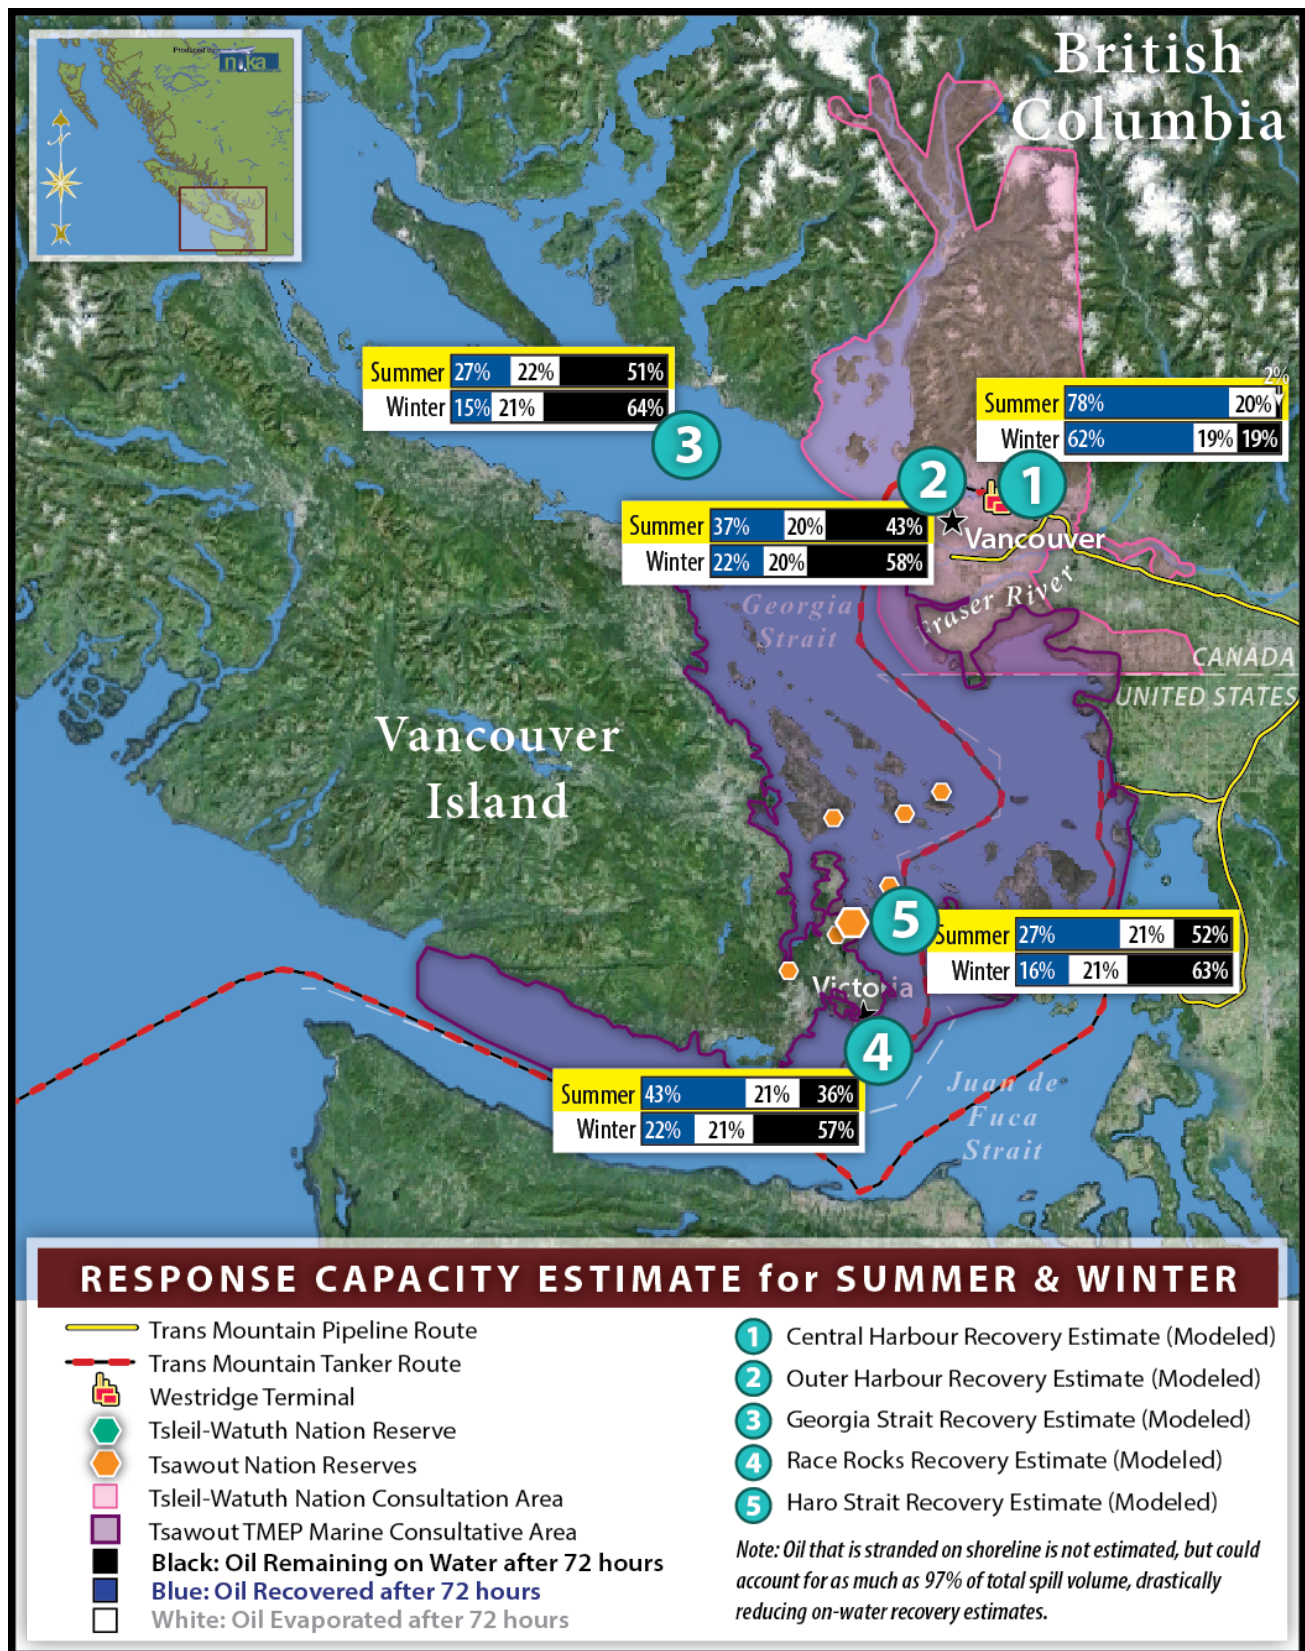 Produced by
nuka
British
Columbia
Summer 27% 22% 51%
Winter 15% 21% 64%
3
2%
Summer 78% 20%
Winter 62% 19% 19%
2
1
Summer 37% 20% 43%
Winter 22% 20% 58%
Vancouver
Georgia
Strait
Fraser River
CANADA
UNITED STATES
Vancouver
Island
5
Summer 27% 21% 52%
Winter 16% 21% 63%
Victoria
4
Summer 43% 21% 36%
Winter 22% 21% 57%
Juan de
Fuca
Strait
RESPONSE CAPACITY ESTIMATE for SUMMER & WINTER
Trans Mountain Pipeline Route
Trans Mountain Tanker Route
Westridge Terminal
Tsleil-Watuth Nation Reserve
Tsawout Nation Reserves
Tsleil-Watuth Nation Consultation Area
Tsawout TMEP Marine Consultative Area
Black: Oil Remaining on Water after 72 hours
Blue: Oil Recovered after 72 hours
White: Oil Evaporated after 72 hours
1 Central Harbour Recovery Estimate (Modeled)
2 Outer Harbour Recovery Estimate (Modeled)
3 Georgia Strait Recovery Estimate (Modeled)
4 Race Rocks Recovery Estimate (Modeled)
5 Haro Strait Recovery Estimate (Modeled)
Note: Oil that is stranded on shoreline is not estimated, but could
account for as much as 97% of total spill volume, drastically
reducing on-water recovery estimates.